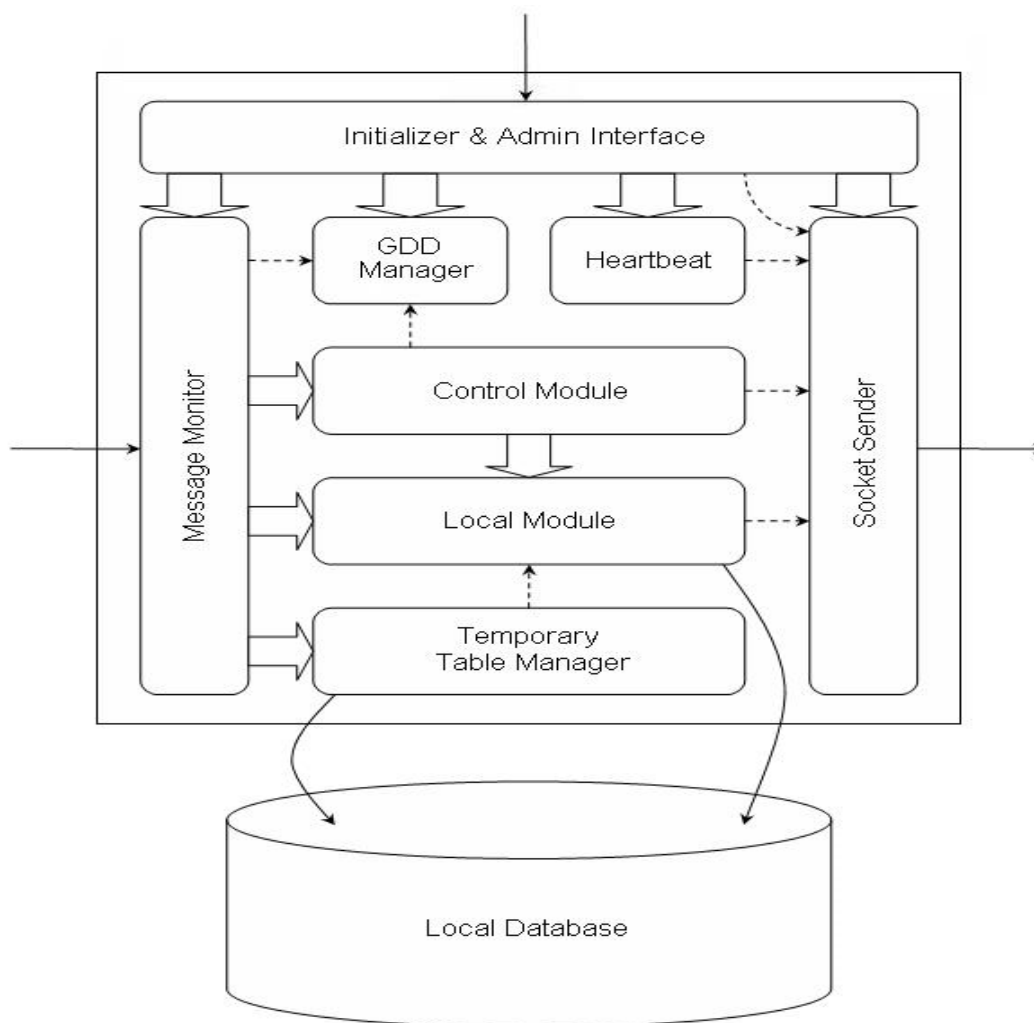 Initializer & Admin Interface
GDD
Manager
Heartbeat
Message Monitor
Control Module
Socket Sender
Local Module
Temporary
Table Manager
Local Database